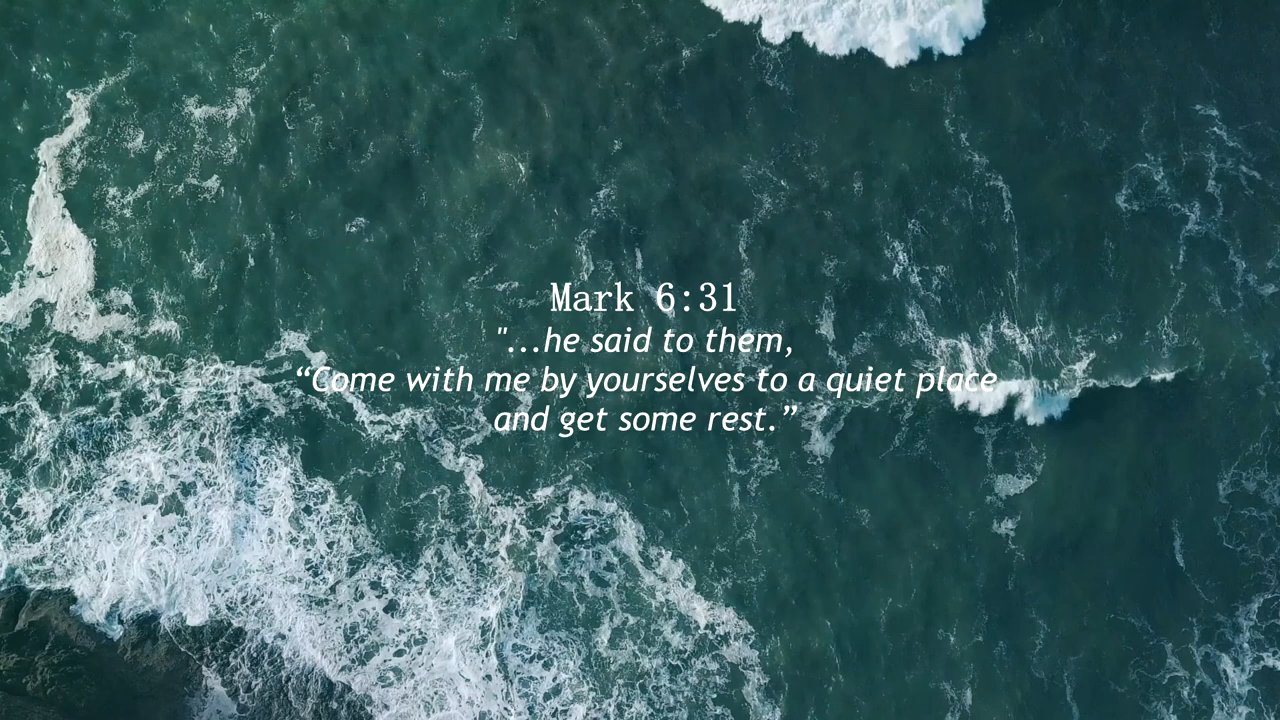 Mark 6:31
"...he said to them,
“Come with me by yourselves to a quiet place
and get some rest.”